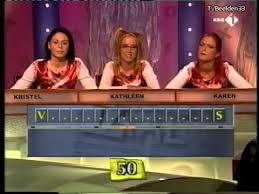 TvBeelden33
KRO 1
KRISTEL KATHLEEN KAREN
V . . . . . . . . . . . S
50